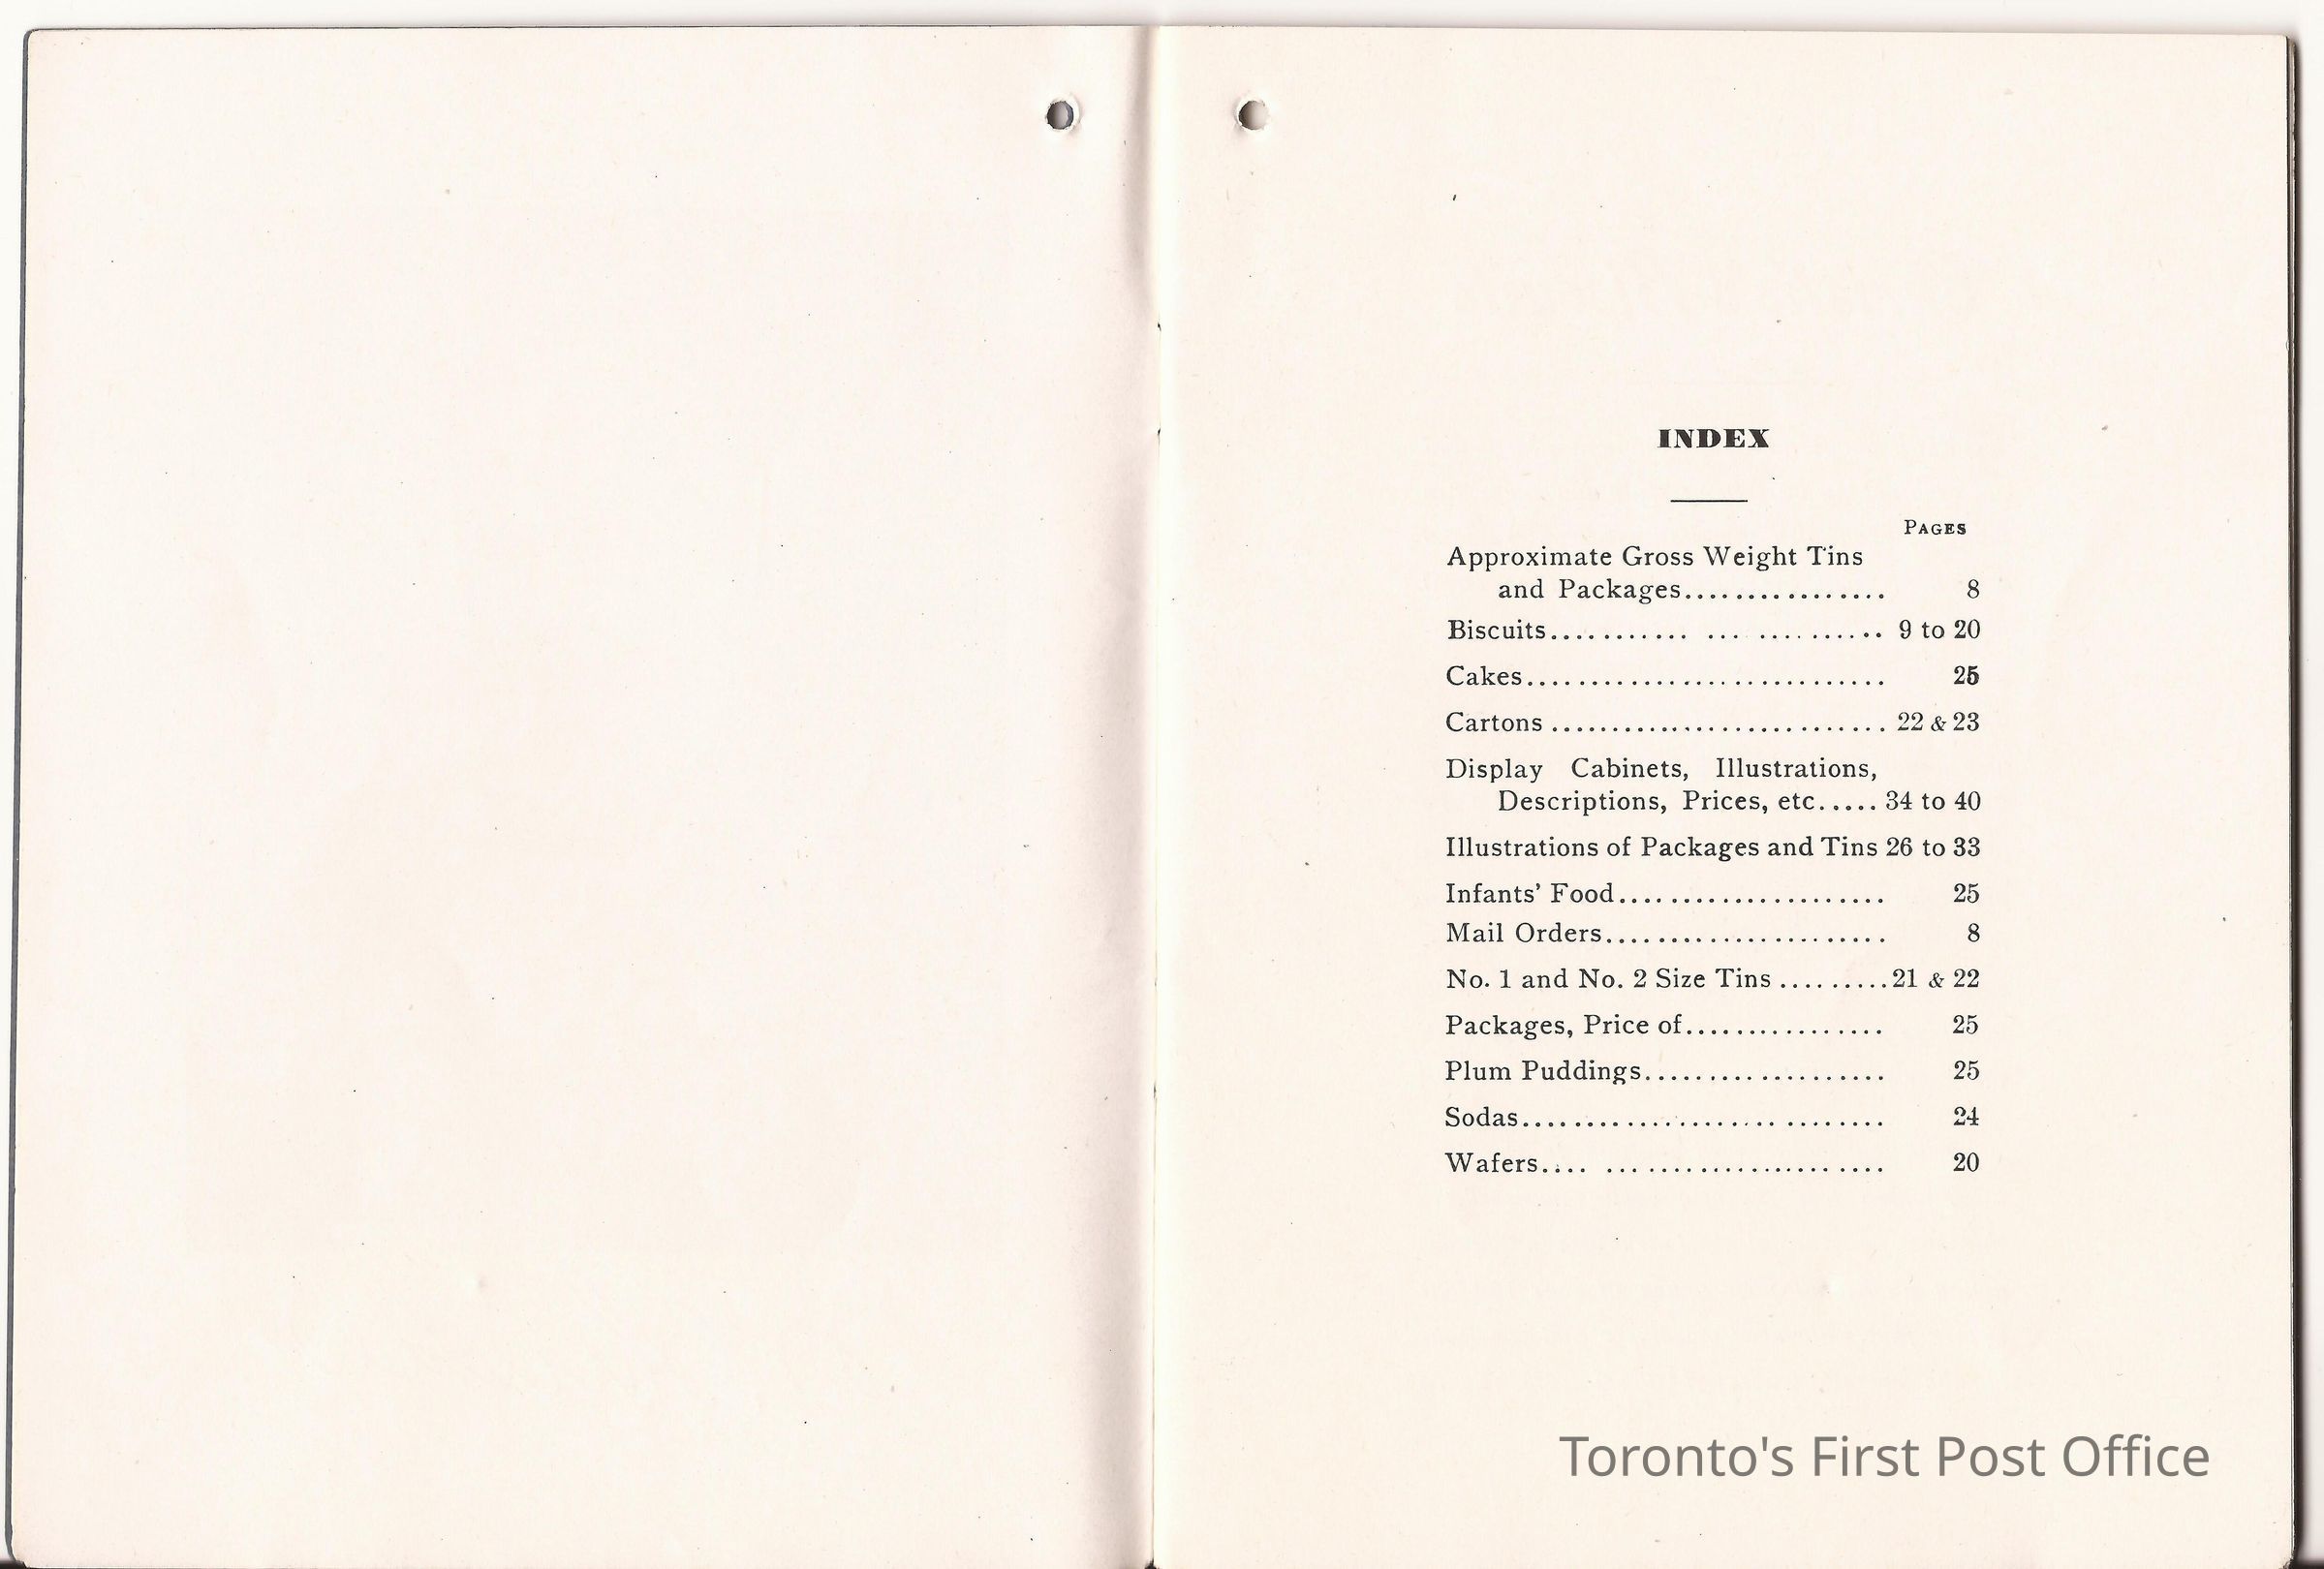 INDEX
PAGES
Approximate Gross Weight Tins
and Packages................ 8
Biscuits........... ... .......... 9 to 20
Cakes............................ 25
Cartons ........................... 22 & 23
Display Cabinets, Illustrations,
Descriptions, Prices, etc..... 34 to 40
Illustrations of Packages and Tins 26 to 33
Infants' Food..................... 25
Mail Orders...................... 8
No. 1 and No. 2 Size Tins .........21 & 22
Packages, Price of................ 25
Plum Puddings................... 25
Sodas............................ 24
Wafers.... ... ................... 20
Toronto's First Post Office